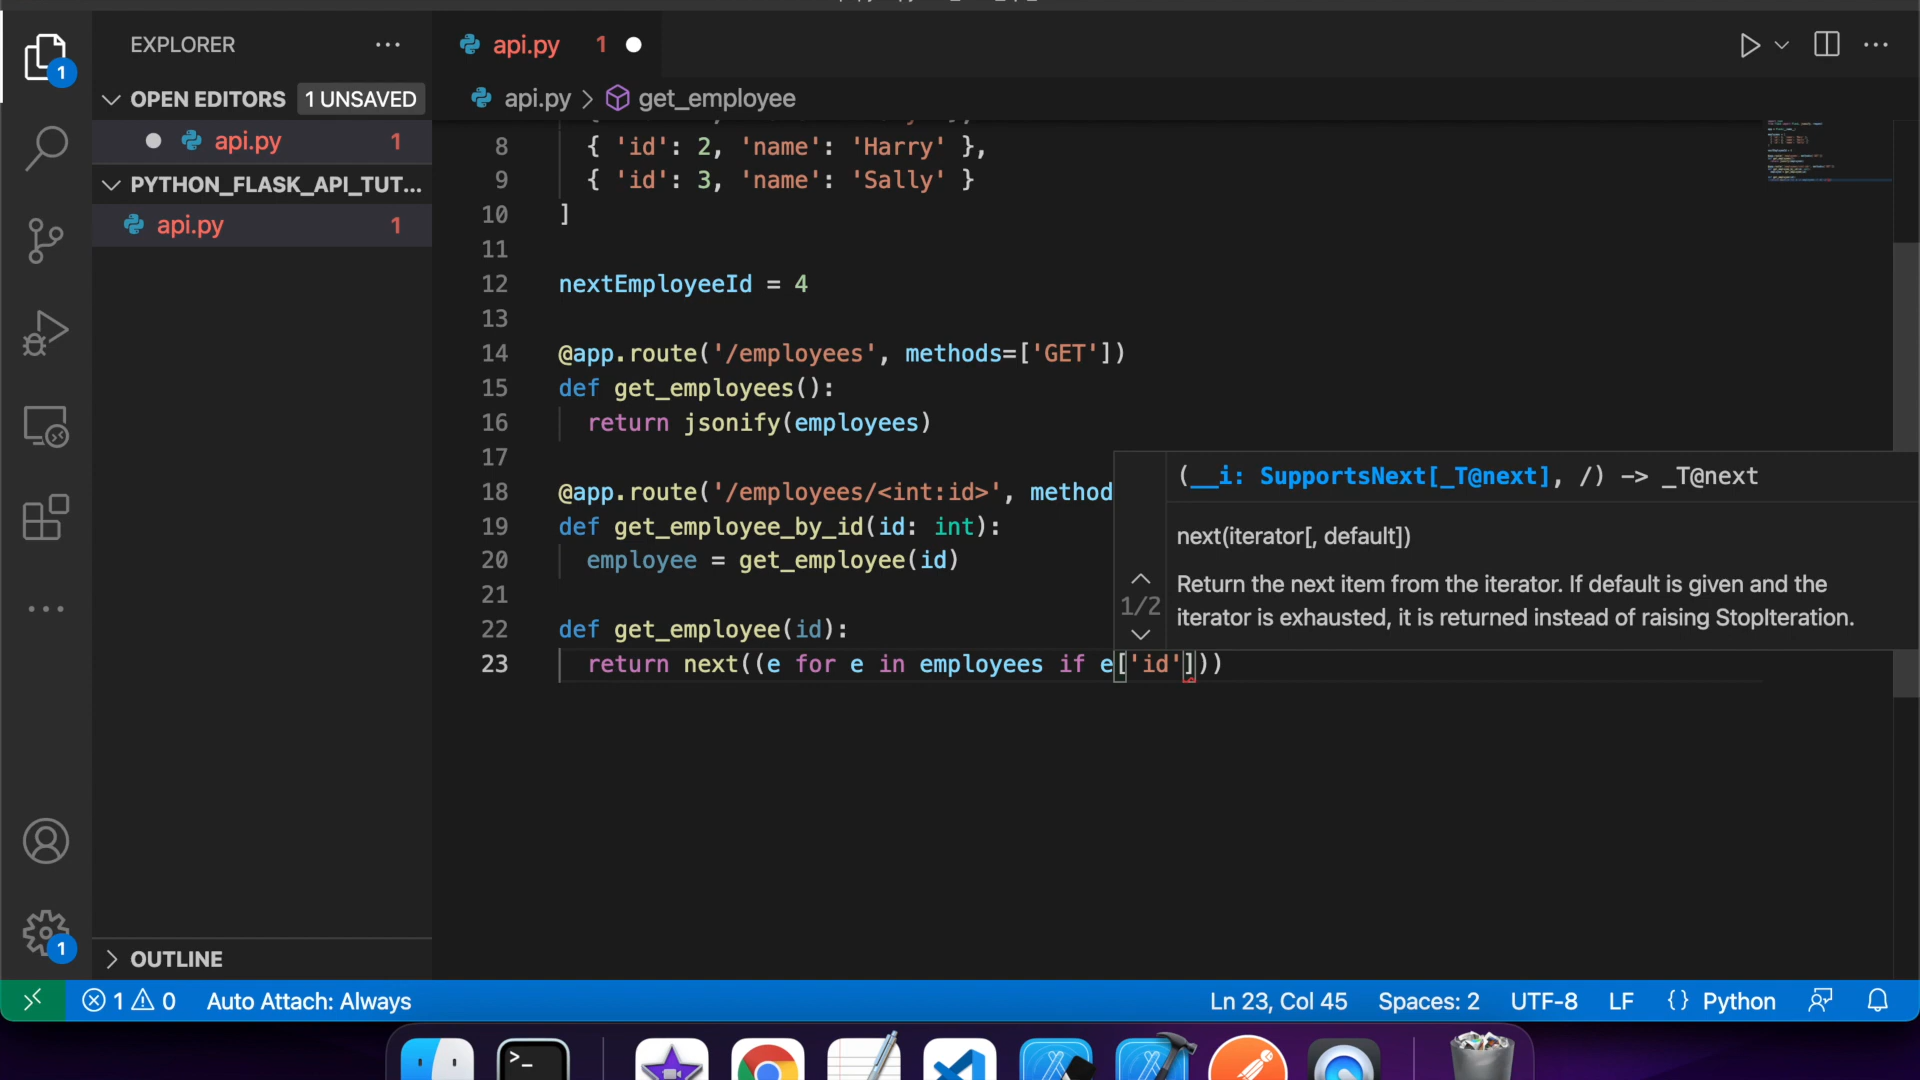 EXPLORER
api.py 1
OPEN EDITORS 1 UNSAVED
api.py 1
PYTHON_FLASK_API_TUT...
api.py 1
OUTLINE
api.py > get_employee
8 { 'id': 2, 'name': 'Harry' },
9 { 'id': 3, 'name': 'Sally' }
10 ]
11
12 nextEmployeeId = 4
13
14 @app.route('/employees', methods=['GET'])
15 def get_employees():
16 return jsonify(employees)
17
18 @app.route('/employees/<int:id>', method
19 def get_employee_by_id(id: int):
20 employee = get_employee(id)
21
22 def get_employee(id):
23 return next((e for e in employees if e['id']))
(__i: SupportsNext[_T@next], /) -> _T@next
next(iterator[, default])
1/2
Return the next item from the iterator. If default is given and the
iterator is exhausted, it is returned instead of raising StopIteration.
1
1
1 0 Auto Attach: Always Ln 23, Col 45 Spaces: 2 UTF-8 LF {} Python
>_